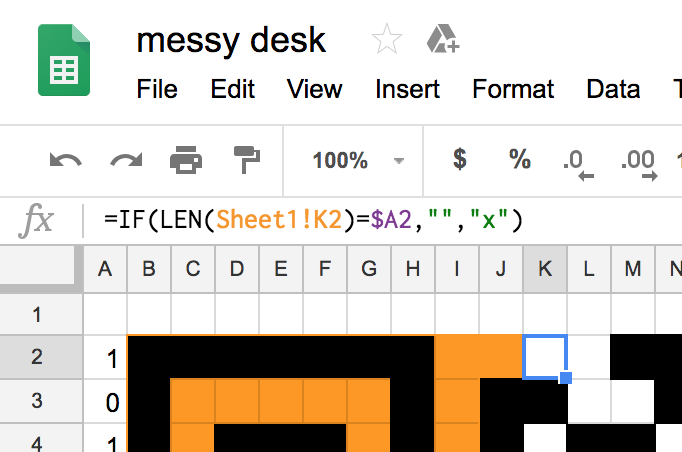 messy desk
File Edit View Insert Format Data T
100% $ % .0 .00 1
fx =IF(LEN(Sheet1!K2)=$A2,"","x")
A B C D E F G H I J K L M N
1
2 1
3 0
4 1